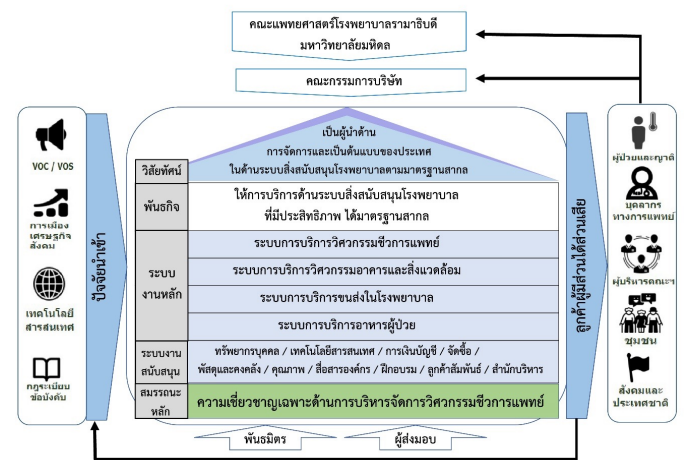 คณะแพทยศาสตร์โรงพยาบาลรามาธิบดี
มหาวิทยาลัยมหิดล
คณะกรรมการบริษัท
VOC / VOS
การเมือง
เศรษฐกิจ
สังคม
เทคโนโลยี
สารสนเทศ
กฎระเบียบ
ข้อบังคับ
ปัจจัยนำเข้า
เป็นผู้นำด้าน
การจัดการและเป็นต้นแบบของประเทศ
ในด้านระบบสิ่งสนับสนุนโรงพยาบาลตามมาตรฐานสากล
วิสัยทัศน์
พันธกิจ
ให้การบริการด้านระบบสิ่งสนับสนุนโรงพยาบาล
ที่มีประสิทธิภาพ ได้มาตรฐานสากล
ระบบ
งานหลัก
ระบบการบริการวิศวกรรมชีวการแพทย์
ระบบการบริการวิศวกรรมอาคารและสิ่งแวดล้อม
ระบบการบริการขนส่งในโรงพยาบาล
ระบบการบริการอาหารผู้ป่วย
ระบบงาน
สนับสนุน
ทรัพยากรบุคคล / เทคโนโลยีสารสนเทศ / การเงินบัญชี / จัดซื้อ /
พัสดุและคงคลัง / คุณภาพ / สื่อสารองค์กร / ฝึกอบรม / ลูกค้าสัมพันธ์ / สำนักบริหาร
สมรรถนะ
หลัก
ความเชี่ยวชาญเฉพาะด้านการบริหารจัดการวิศวกรรมชีวการแพทย์
พันธมิตร
ผู้ส่งมอบ
ลูกค้าผู้มีส่วนได้ส่วนเสีย
ผู้ป่วยและญาติ
บุคลากร
ทางการแพทย์
ผู้บริหารคณะฯ
ชุมชน
สังคมและ
ประเทศชาติ